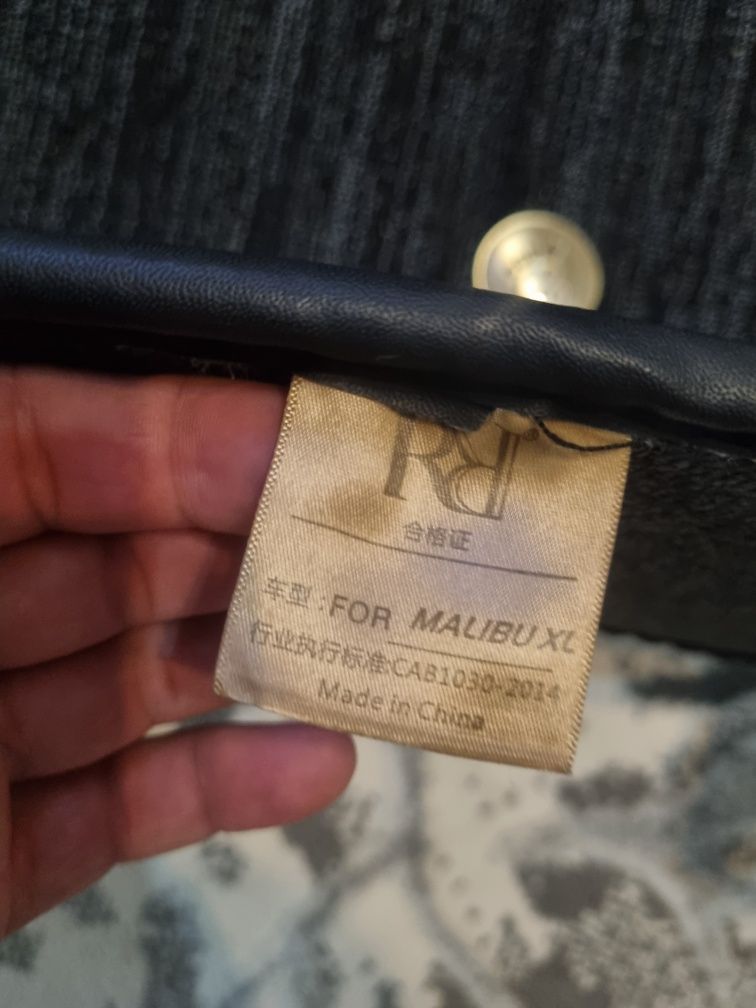 合格证
车型:FOR MALIBU XL
行业执行标准:CAB1030-2014
Made in China